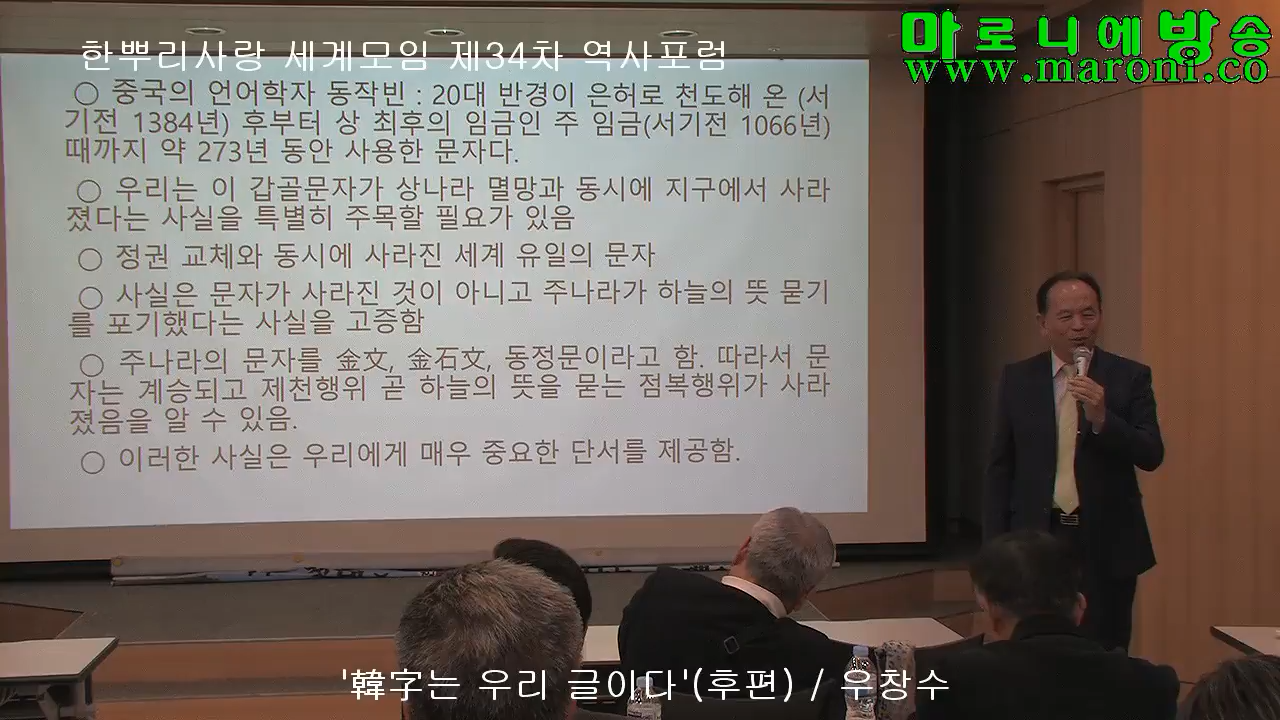 마로니에방송
www.maroni.co
한뿌리사랑 세계모임 제34차 역사포럼
○ 중국의 언어학자 동작빈 : 20대 반경이 은허로 천도해 온 (서
기전 1384년) 후부터 상 최후의 임금인 주 임금(서기전 1066년)
때까지 약 273년 동안 사용한 문자다.
○ 우리는 이 갑골문자가 상나라 멸망과 동시에 지구에서 사라
졌다는 사실을 특별히 주목할 필요가 있음
○ 정권 교체와 동시에 사라진 세계 유일의 문자
○ 사실은 문자가 사라진 것이 아니고 주나라가 하늘의 뜻 묻기
를 포기했다는 사실을 고증함
○ 주나라의 문자를 金文, 金石文, 동정문이라고 함. 따라서 문
자는 계승되고 제천행위 곧 하늘의 뜻을 묻는 점복행위가 사라
졌음을 알 수 있음.
○ 이러한 사실은 우리에게 매우 중요한 단서를 제공함.
'韓字는 우리 글이다'(후편) / 우창수